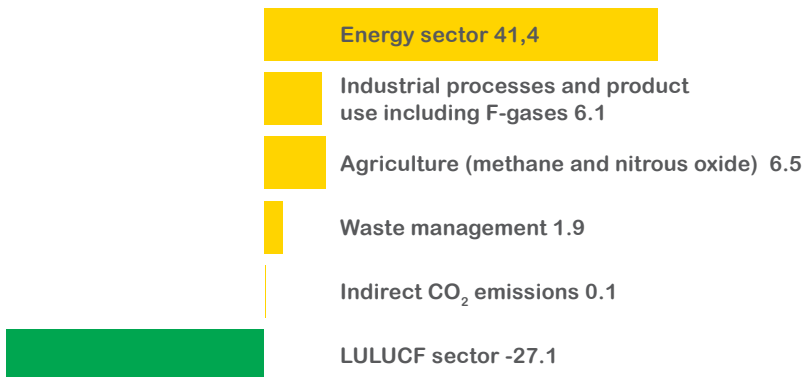 Energy sector 41,4
Industrial processes and product
use including F-gases 6.1
Agriculture (methane and nitrous oxide)  6.5
Waste management 1.9
Indirect CO₂ emissions 0.1
LULUCF sector -27.1